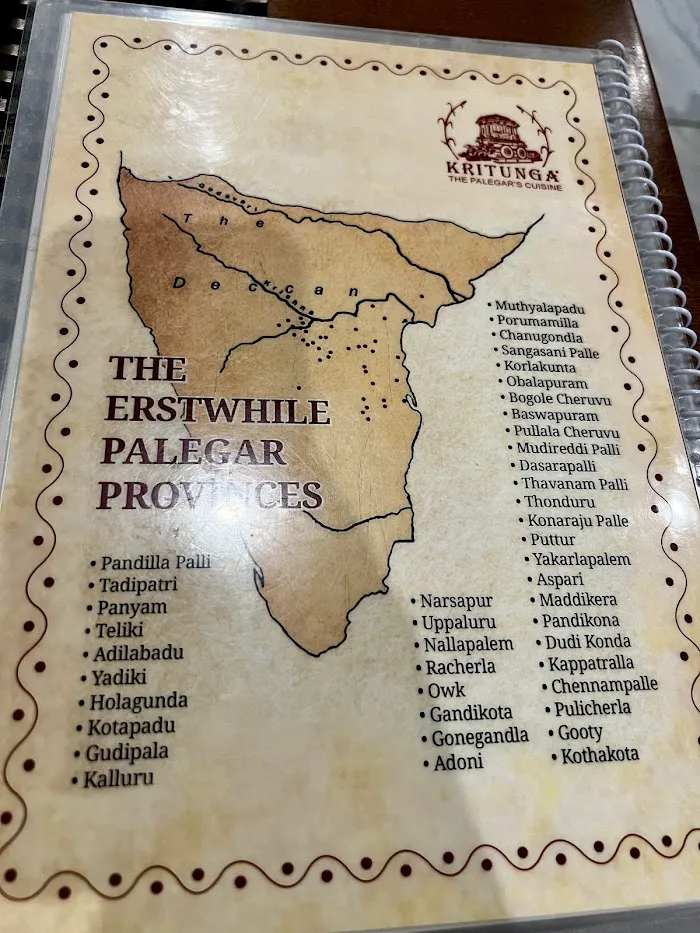 KRITUNGA
THE PALEGAR'S CUISINE
Godavari
The
Deccan
THE
ERSTWHILE
PALEGAR
PROVINCES
• Pandilla Palli
• Tadipatri
• Panyam
• Teliki
• Adilabadu
• Yadiki
• Holagunda
• Kotapadu
• Gudipala
• Kalluru
• Narsapur
• Uppaluru
• Nallapalem
• Racherla
• Owk
• Gandikota
• Gonegandla
• Adoni
• Muthyalapadu
• Porumamilla
• Chanugondla
• Sangasani Palle
• Korlakunta
• Obalapuram
• Bogole Cheruvu
• Baswapuram
• Pullala Cheruvu
• Mudireddi Palli
• Dasarapalli
• Thavanam Palli
• Thonduru
• Konaraju Palle
• Puttur
• Yakarlapalem
• Aspari
• Maddikera
• Pandikona
• Dudi Konda
• Kappatralla
• Chennampalle
• Pulicherla
• Gooty
• Kothakota